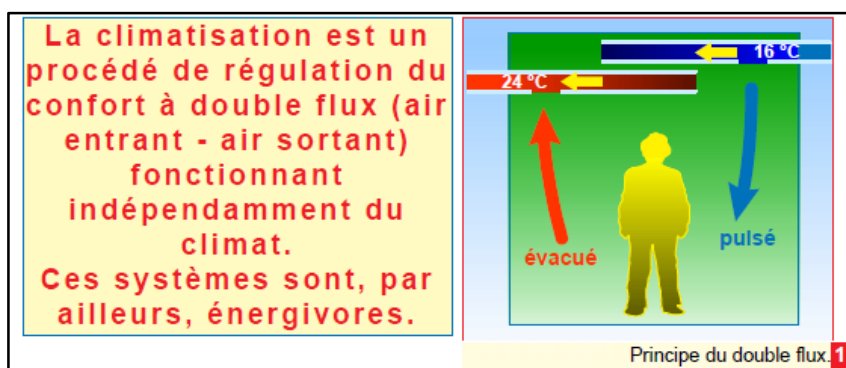 La climatisation est un
procédé de régulation du
confort à double flux (air
entrant - air sortant)
fonctionnant
indépendamment du
climat.
Ces systèmes sont, par
ailleurs, énergivores.
16 °C
24 °C
pulsé
évacué
Principe du double flux. 1